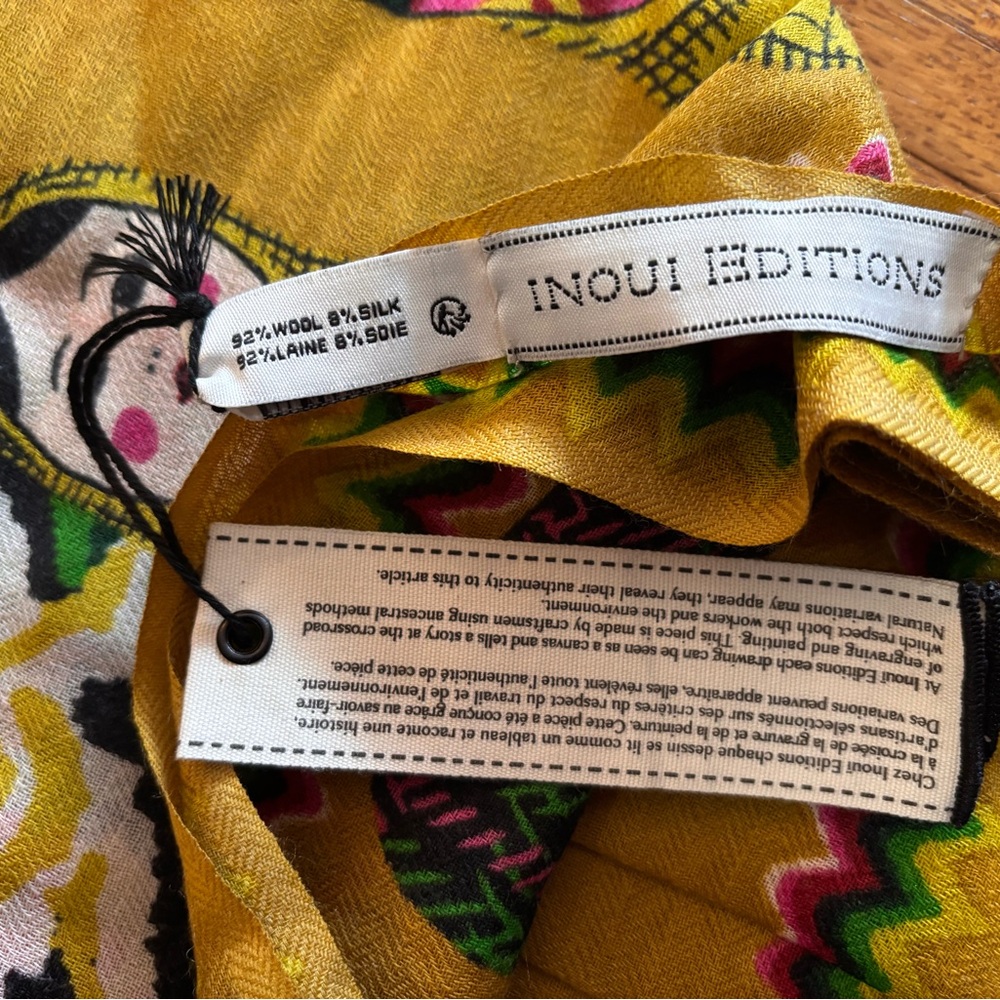 INOUI EDITIONS
92% WOOL 8% SILK
92% LAINE 8% SOIE
Chez Inoui Editions chaque dessin se lit comme un tableau et raconte une histoire,
à la croisée de la gravure et de la peinture. Cette pièce a été conçue grâce au savoir-faire
d'artisans sélectionnés sur des critères du respect du travail et de l'environnement.
Des variations peuvent apparaître, elles révèlent toute l'authenticité de cette pièce.
At Inoui Editions each drawing can be seen as a canvas and tells a story at the crossroad
of engraving and painting. This piece is made by craftsmen using ancestral methods
which respect both the workers and the environment.
Natural variations may appear, they reveal their authenticity to this article.